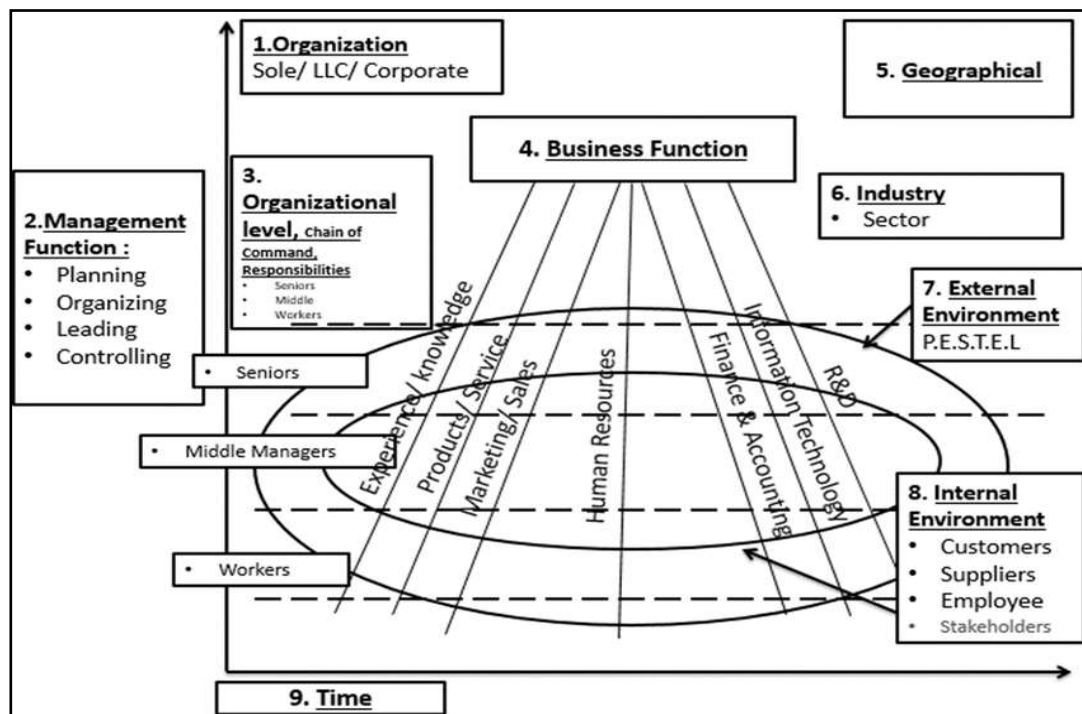 1.Organization
Sole/ LLC/ Corporate
5. Geographical
4. Business Function
3.
Organizational
level, Chain of
Command,
Responsibilities
• Seniors
• Middle
• Workers
2.Management
Function :
• Planning
• Organizing
• Leading
• Controlling
6. Industry
• Sector
7. External
Environment
P.E.S.T.E.L
• Seniors
• Middle Managers
• Workers
Experience/ knowledge
Products/ Service
Marketing/ Sales
Human Resources
Finance & Accounting
Information Technology
R&D
8. Internal
Environment
• Customers
• Suppliers
• Employee
• Stakeholders
9. Time